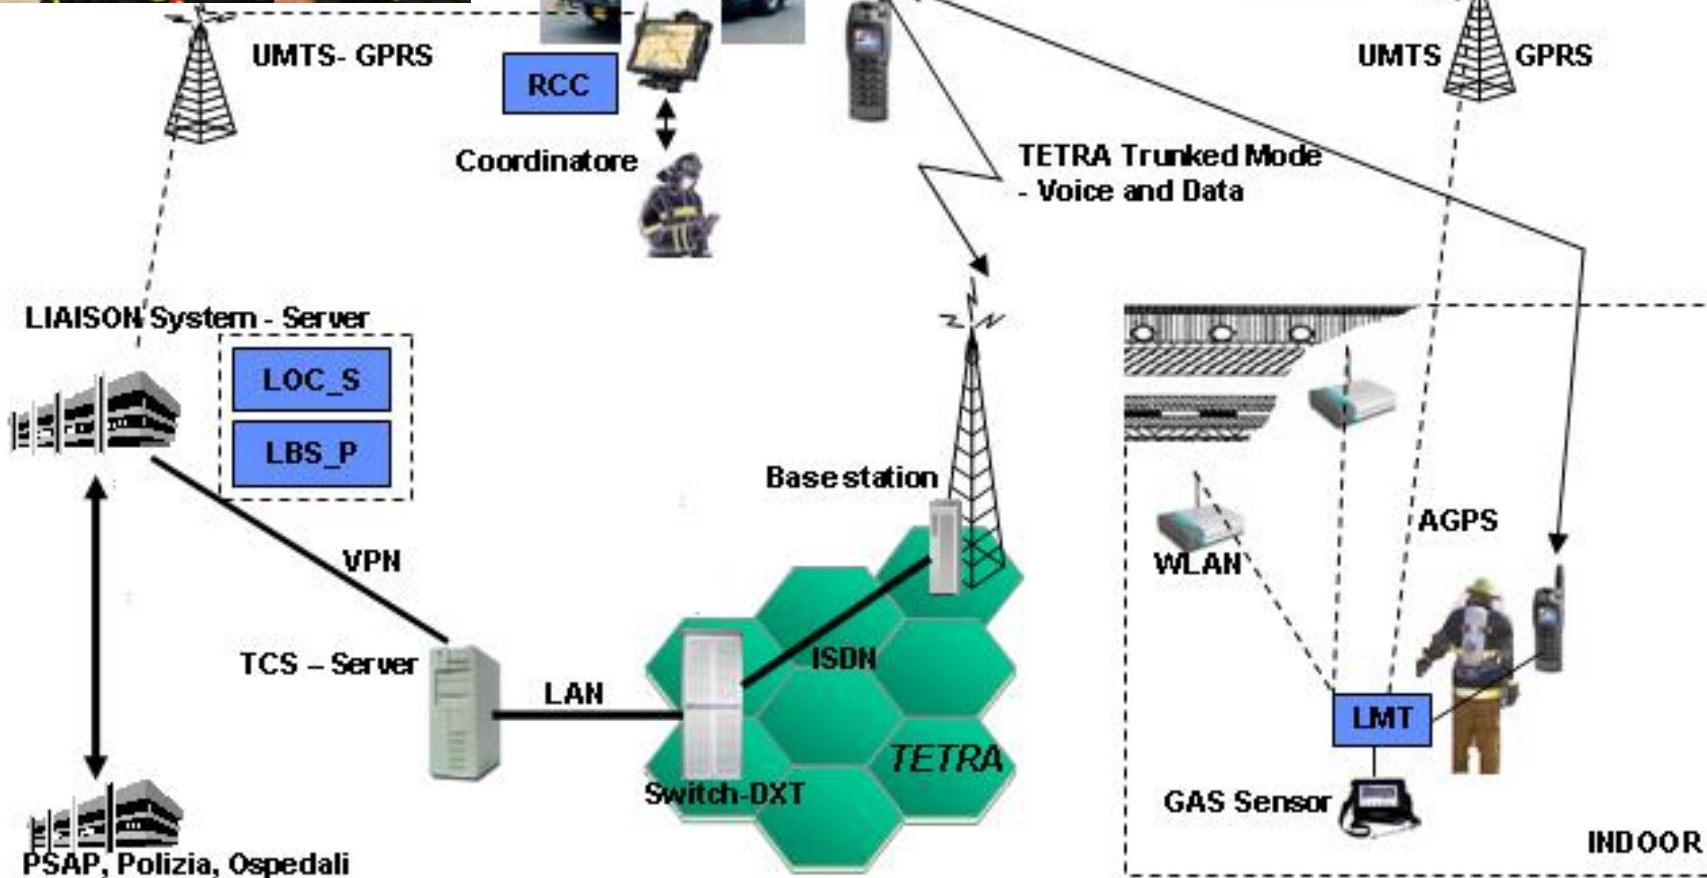 UMTS- GPRS
RCC
UMTS
GPRS
Coordinatore
TETRA Trunked Mode
- Voice and Data
LIAISON System - Server
LOC_S
LBS_P
Base station
AGPS
WLAN
VPN
ISDN
TCS – Server
LAN
LMT
TETRA
Switch-DXT
GAS Sensor
INDOOR
PSAP, Polizia, Ospedali